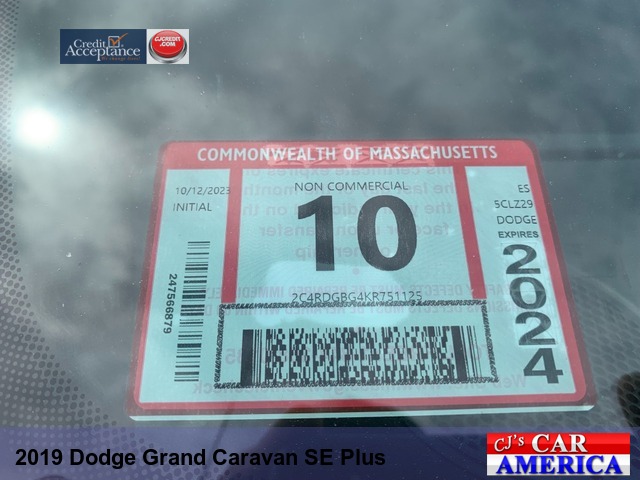 Credit Acceptance
CJCREDIT.COM
COMMONWEALTH OF MASSACHUSETTS
10/12/2023
INITIAL
NON COMMERCIAL
10
ES
5CLZ29
DODGE
EXPIRES
2024
2C4RDGBG4KR751125
247566879
2019 Dodge Grand Caravan SE Plus
CJ's CAR
AMERICA